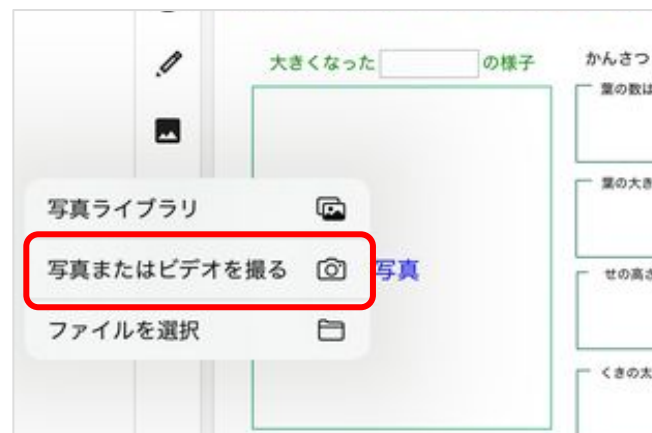 大きくなった の様子
かんさつ
葉の数は
葉の大き
写真ライブラリ
写真またはビデオを撮る
写真
せの高さ
ファイルを選択
くきの太